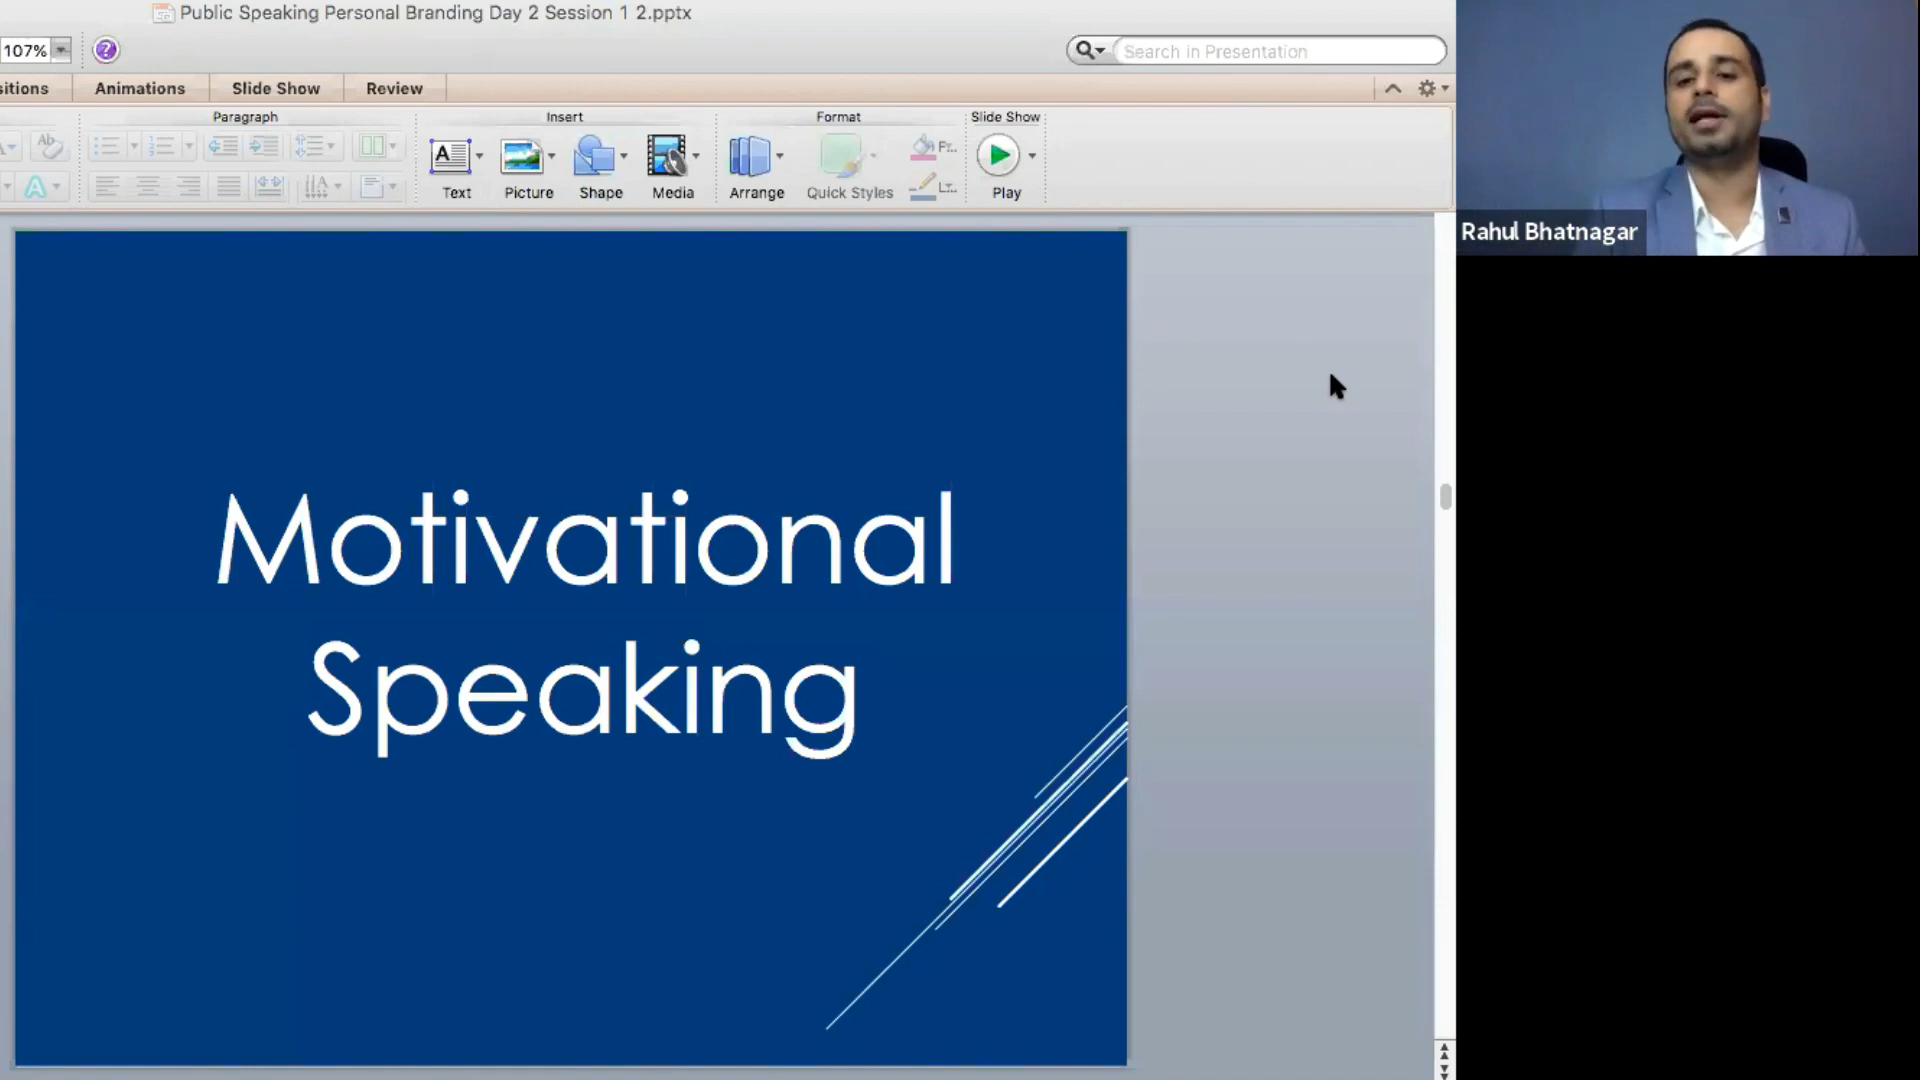 Public Speaking Personal Branding Day 2 Session 1 2.pptx
107%
?
Search in Presentation
Animations
Slide Show
Review
Paragraph
Insert
Format
Slide Show
Text
Picture
Shape
Media
Arrange
Quick Styles
Play
Rahul Bhatnagar
Motivational
Speaking